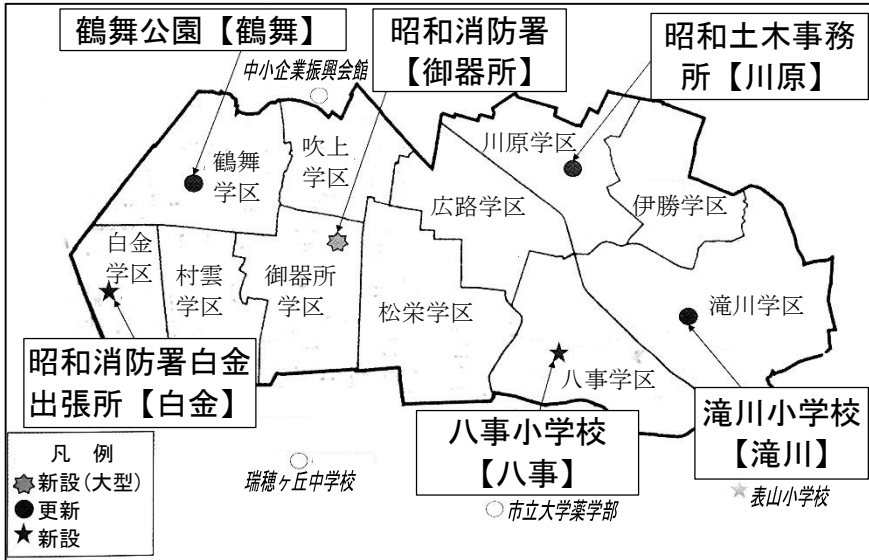 鶴舞公園【鶴舞】
昭和消防署
【御器所】
昭和土木事務
所【川原】
中小企業振興会館
鶴舞
学区
吹上
学区
川原学区
広路学区
伊勝学区
白金
学区
村雲
学区
御器所
学区
松栄学区
滝川学区
八事学区
昭和消防署白金
出張所【白金】
八事小学校
【八事】
滝川小学校
【滝川】
凡 例
新設(大型)
更新
新設
瑞穂ヶ丘中学校
市立大学薬学部
表山小学校